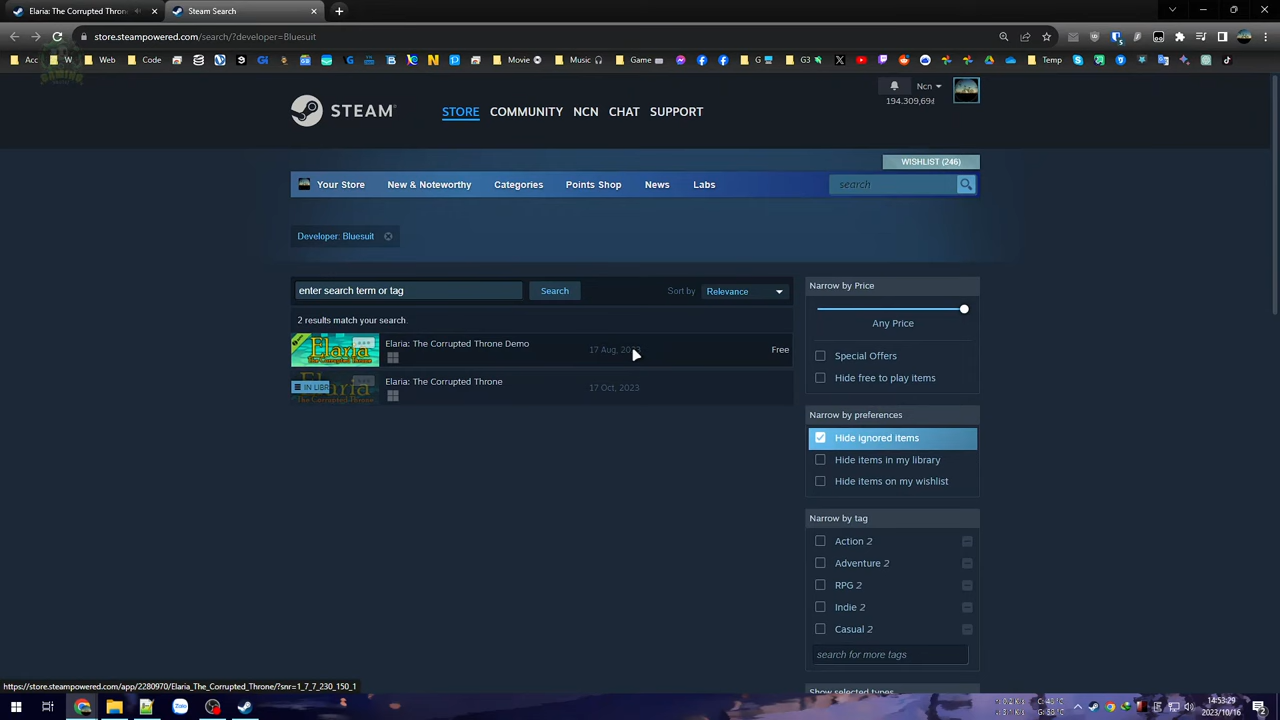 Elaria: The Corrupted Throne
Steam Search
store.steampowered.com/search/?developer=Bluesuit
Acc
Web
Movie
Music
Game
G3
Temp
STEAM
STORE
COMMUNITY
NCN
CHAT
SUPPORT
Ncn
194.309,69₫
WISHLIST (246)
Your Store
New & Noteworthy
Categories
Points Shop
News
Labs
search
Developer: Bluesuit
enter search term or tag
Search
Sort by
Relevance
2 results match your search.
Elaria
Elaria: The Corrupted Throne Demo
17 Aug, 2023
Free
IN LIBR
Elaria: The Corrupted Throne
17 Oct, 2023
Narrow by Price
Any Price
Special Offers
Hide free to play items
Narrow by preferences
Hide ignored items
Hide items in my library
Hide items on my wishlist
Narrow by tag
Action 2
Adventure 2
RPG 2
Indie 2
Casual 2
search for more tags
Show selected types
https://store.steampowered.com/app/2280970/Elaria_The_Corrupted_Throne/?snr=1_7_7_230_150_1
14:53:29
2023/10/16